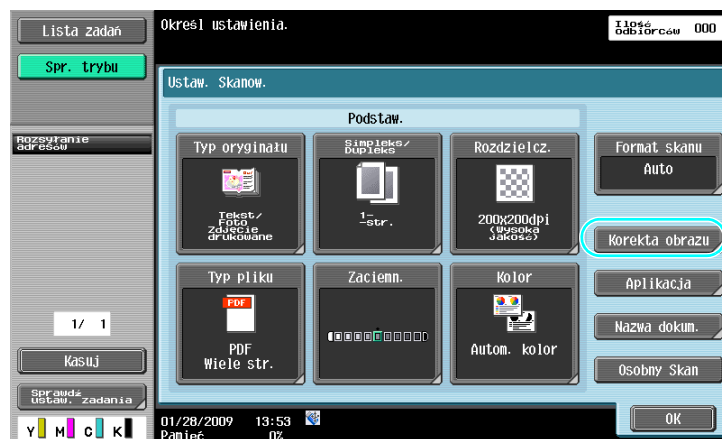 Lista zadań
Określ ustawienia.
Ilość
odbiorców 000
Spr. trybu
Ustaw. Skanow.
Podstaw.
Rozsyłanie
adresów
Typ oryginału
Simpleks/
Dupleks
Rozdzielcz.
Format skanu
Auto
Tekst/
Foto
Zdjęcie
drukowane
1-
-str.
200X200dpi
(Wysoka
jakość)
Korekta obrazu
Typ pliku
Zaciemn.
Kolor
Aplikacja
PDF
PDF
Wiele str.
Autom. kolor
1/ 1
Nazwa dokum.
Kasuj
Osobny Skan
Sprawdź
ustaw. zadania
OK
Y M C K
01/28/2009 13:53
Pamięć 0%